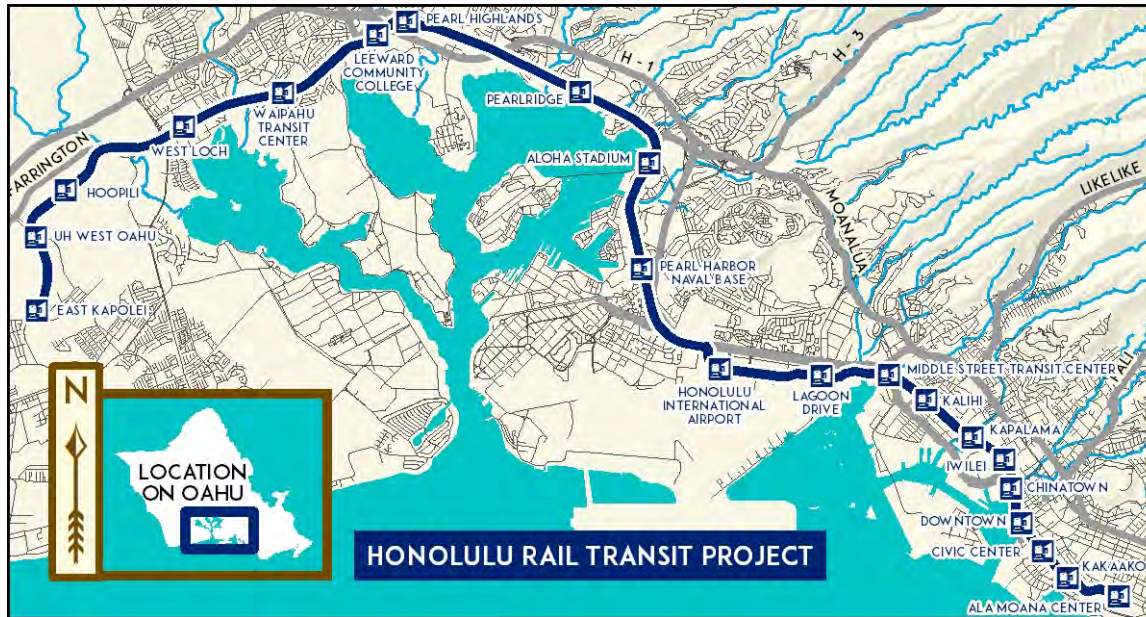 PEARL HIGHLANDS
LEEWARD
COMMUNITY
COLLEGE
H-1
H-3
PEARLRIDGE
WAIPAHU
TRANSIT
CENTER
WEST LOCH
FARRINGTON
ALOHA STADIUM
LIKELIKE
HOOPILI
MOANALUA
UH WEST OAHU
PEARL HARBOR
NAVAL BASE
EAST KAPOLEI
MIDDLE STREET TRANSIT CENTER
PALI
HONOLULU
INTERNATIONAL
AIRPORT
LAGOON
DRIVE
KALIHI
N
KAPALAMA
IWILEI
LOCATION
ON OAHU
CHINATOWN
DOWNTOWN
CIVIC CENTER
HONOLULU RAIL TRANSIT PROJECT
KAKAAKO
ALA MOANA CENTER